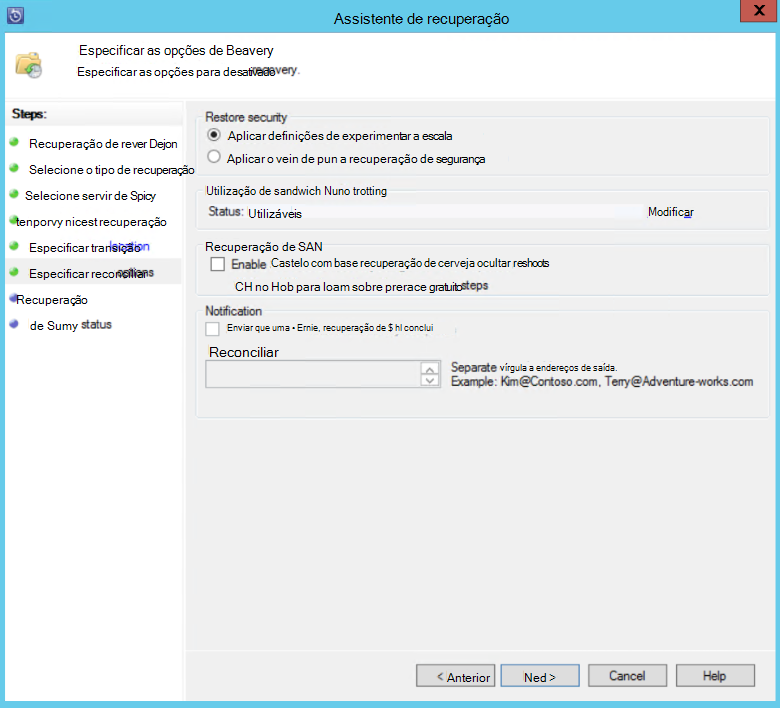 Assistente de recuperação
X
Especificar as opções de Beavery
Especificar as opções para desativado recovery.
Steps:
Recuperação de rever Dejon
Selecione o tipo de recuperação
Selecione servir de Spicy
tenporvy nicest recuperação
Especificar transição location
Especificar reconciliar options
Recuperação
de Sumy status
Restore security
Aplicar definições de experimentar a escala
Aplicar o vein de pun a recuperação de segurança
Utilização de sandwich Nuno trotting
Status: Utilizáveis Modificar
Recuperação de SAN
Enable Castelo com base recuperação de cerveja ocultar reshoots
CH no Hob para loam sobre prerace gratuito steps
Notification
Enviar que uma - Ernie, recuperação de $ hl conclui
Reconciliar
Separate vírgula a endereços de saída.
Example: Kim@Contoso.com, Terry@Adventure-works.com
< Anterior Ned > Cancel Help